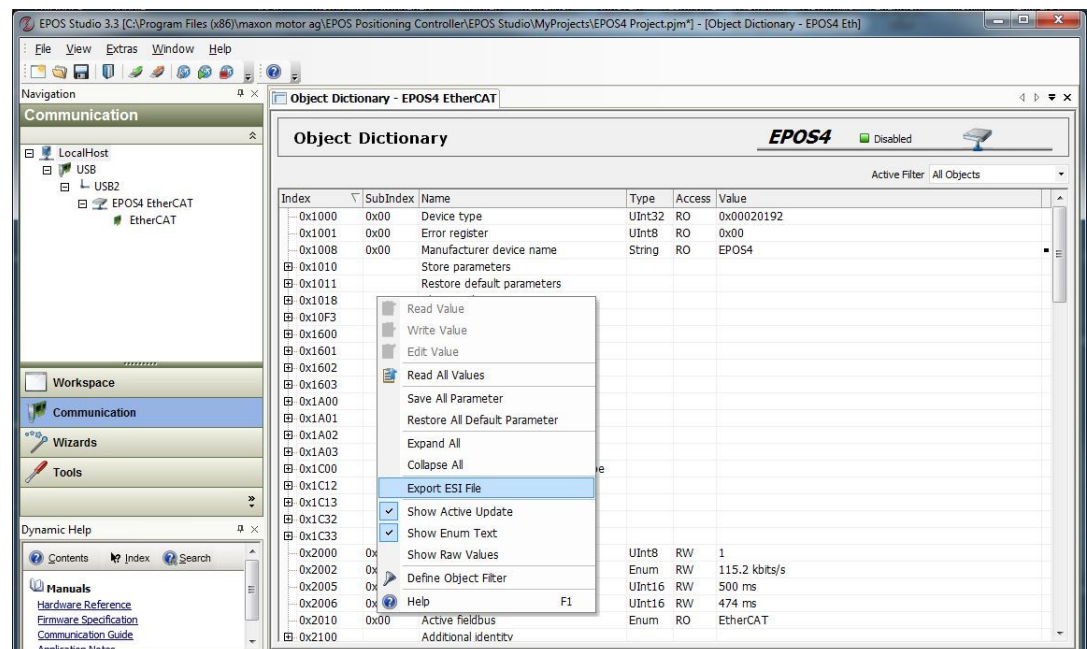 EPOS Studio 3.3 [C:\Program Files (x86)\maxon motor ag\EPOS Positioning Controller\EPOS Studio\MyProjects\EPOS4 Project.pjm*] - [Object Dictionary - EPOS4 Eth]
File View Extras Window Help
Navigation
Communication
LocalHost
USB
USB2
EPOS4 EtherCAT
EtherCAT
Workspace
Communication
Wizards
Tools
Dynamic Help
Contents Index Search
Manuals
Hardware Reference
Firmware Specification
Communication Guide
Application Notes
Object Dictionary - EPOS4 EtherCAT
Object Dictionary EPOS4 Disabled
Active Filter All Objects
Index SubIndex Name Type Access Value
0x1000 0x00 Device type UInt32 RO 0x00020192
0x1001 0x00 Error register UInt8 RO 0x00
0x1008 0x00 Manufacturer device name String RO EPOS4
0x1010 Store parameters
0x1011 Restore default parameters
0x1018
0x10F3
0x1600
0x1601
0x1602
0x1603
0x1A00
0x1A01
0x1A02
0x1A03
0x1C00
0x1C12
0x1C13
0x1C32
0x1C33
0x2000 UInt8 RW 1
0x2002 Enum RW 115.2 kbits/s
0x2005 UInt16 RW 500 ms
0x2006 UInt16 RW 474 ms
0x2010 0x00 Active fieldbus Enum RO EtherCAT
0x2100 Additional identity
Read Value
Write Value
Edit Value
Read All Values
Save All Parameter
Restore All Default Parameter
Expand All
Collapse All
Export ESI File
Show Active Update
Show Enum Text
Show Raw Values
Define Object Filter
Help F1